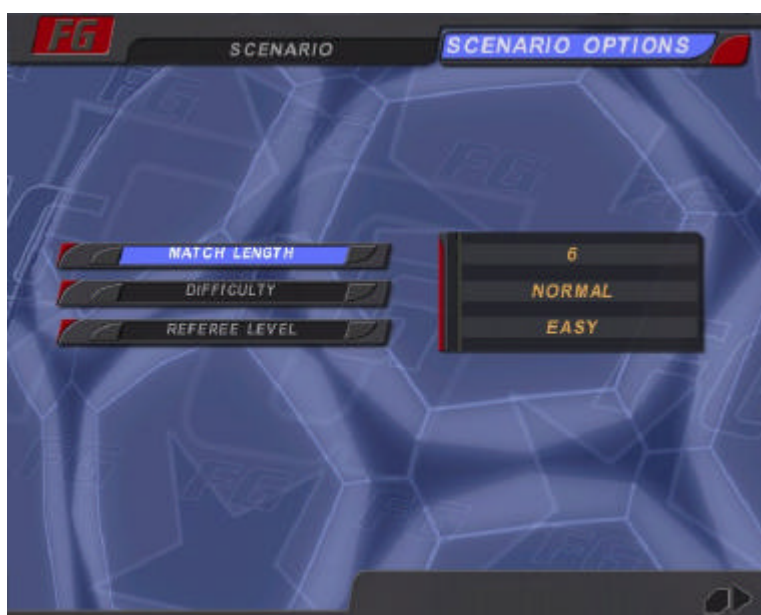 FG
SCENARIO
SCENARIO OPTIONS
MATCH LENGTH
6
DIFFICULTY
NORMAL
REFEREE LEVEL
EASY